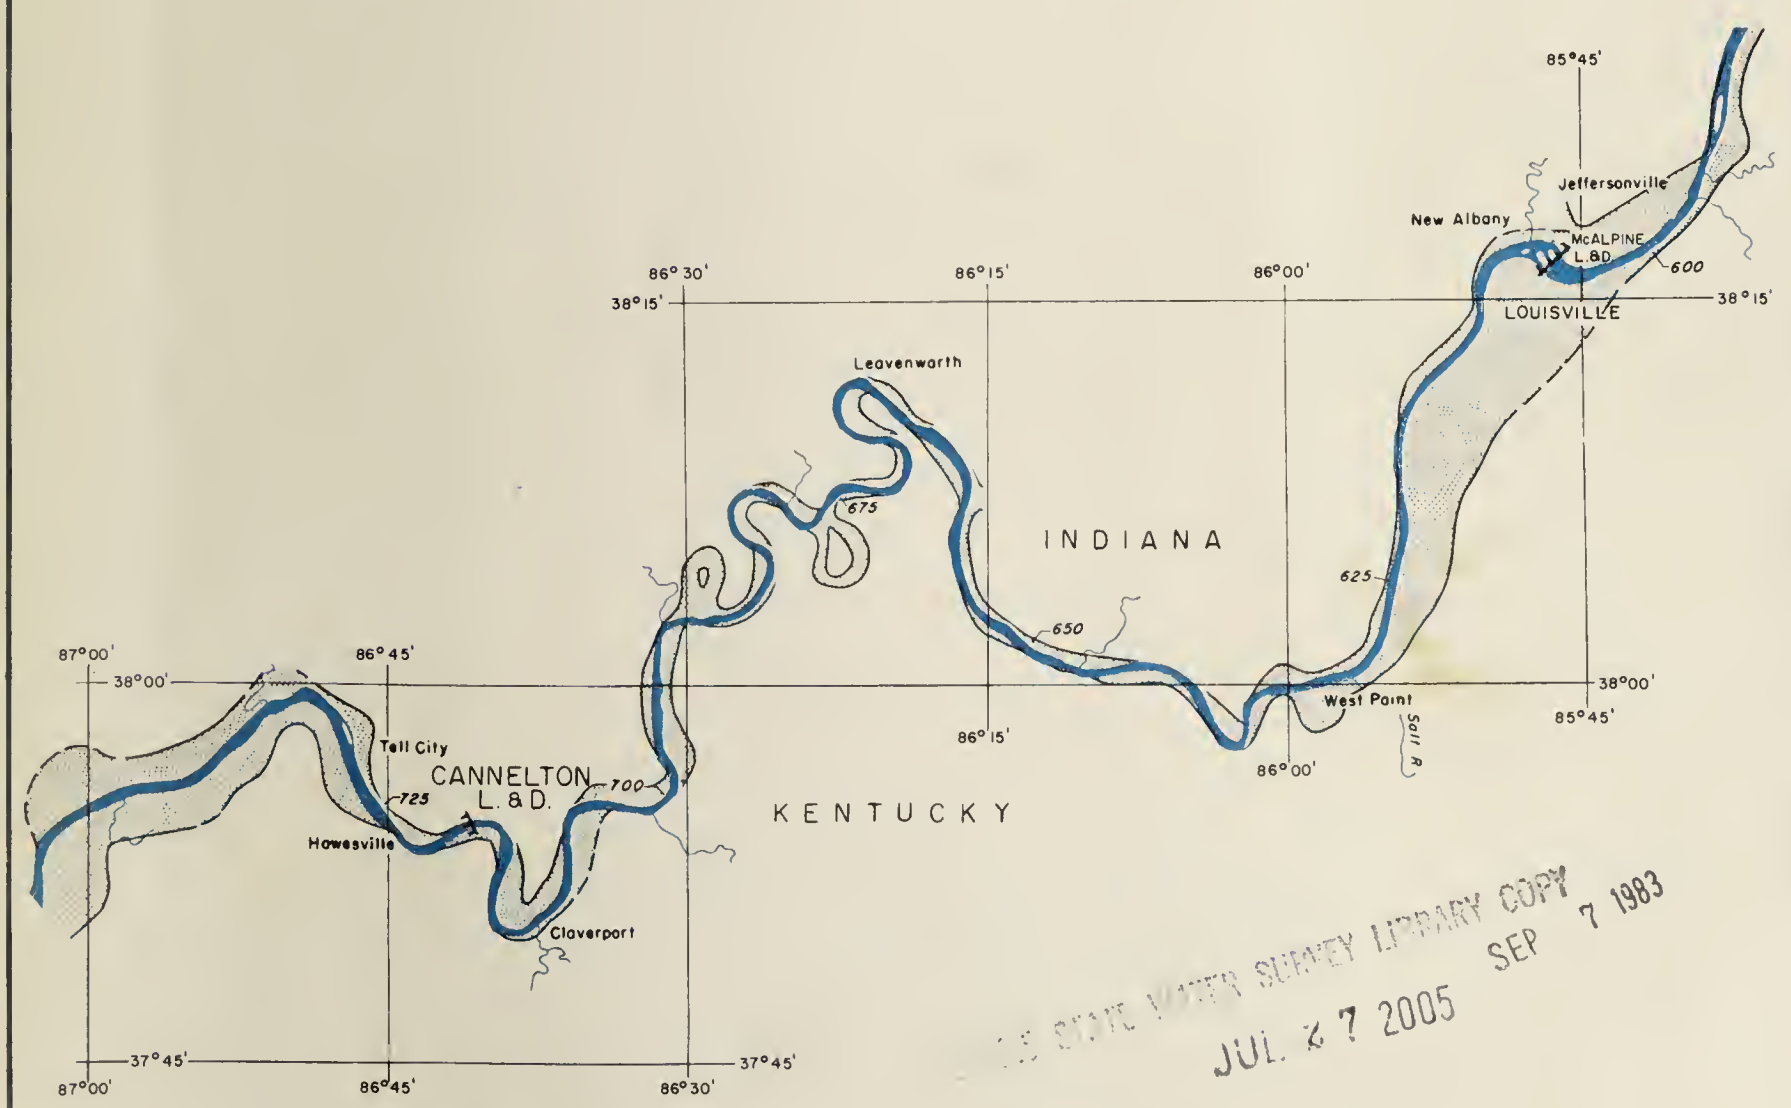 85°45'
Jeffersonville
New Albany
McALPINE
L.&D.
600
86°30'
86°15'
86°00'
38°15'
38°15'
LOUISVILLE
Leavenworth
675
INDIANA
625
650
87°00'
86°45'
38°00'
38°00'
West Point
85°45'
Salt R
86°15'
86°00'
Tell City
CANNELTON
L. & D.
700
725
KENTUCKY
Hawesville
Claverport
STATE WATER SURVEY LIBRARY COPY
SEP 7 1983
JUL 27 2005
37°45'
37°45'
87°00'
86°45'
86°30'